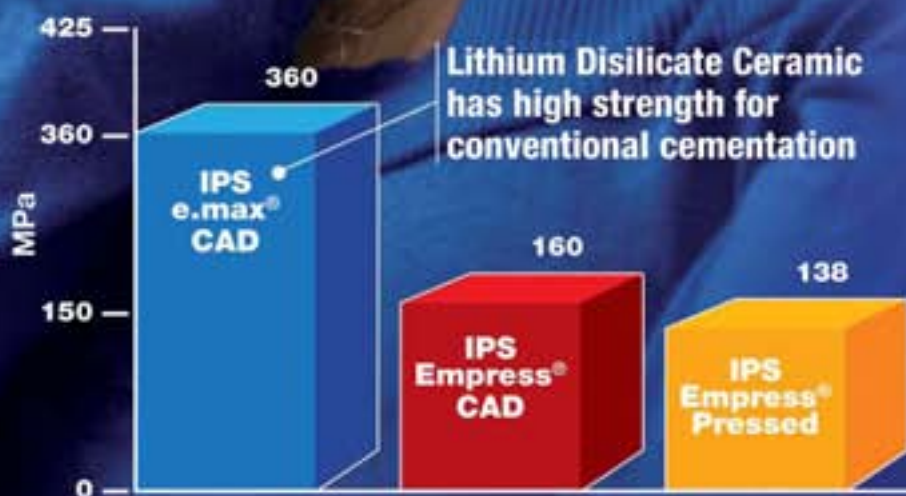 425
360
150
0
MPa
360
160
138
Lithium Disilicate Ceramic
has high strength for
conventional cementation
IPS
e.max®
CAD
IPS
Empress®
CAD
IPS
Empress®
Pressed